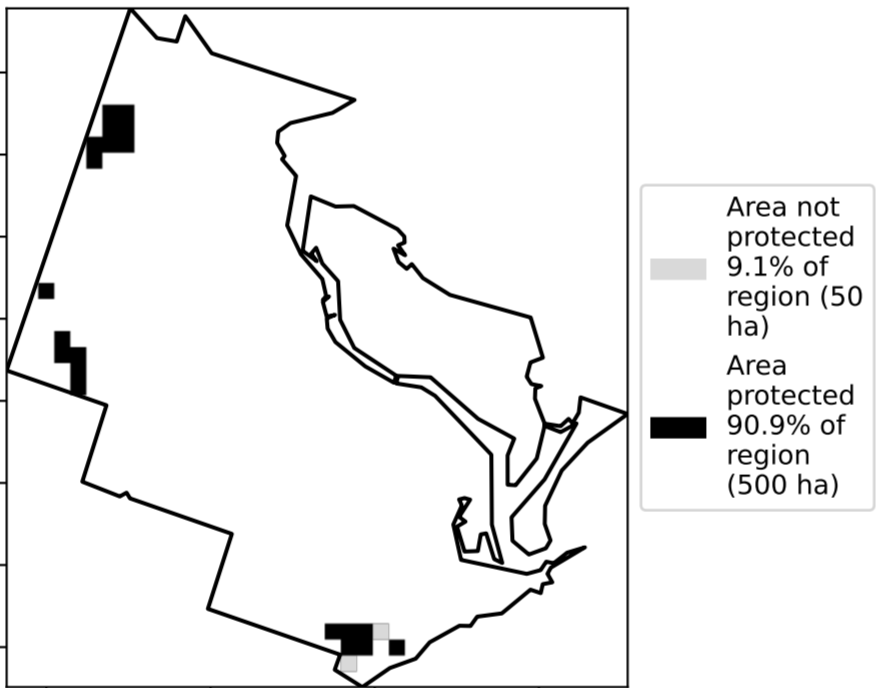 Area not
protected
9.1% of
region (50
ha)
Area
protected
90.9% of
region
(500 ha)